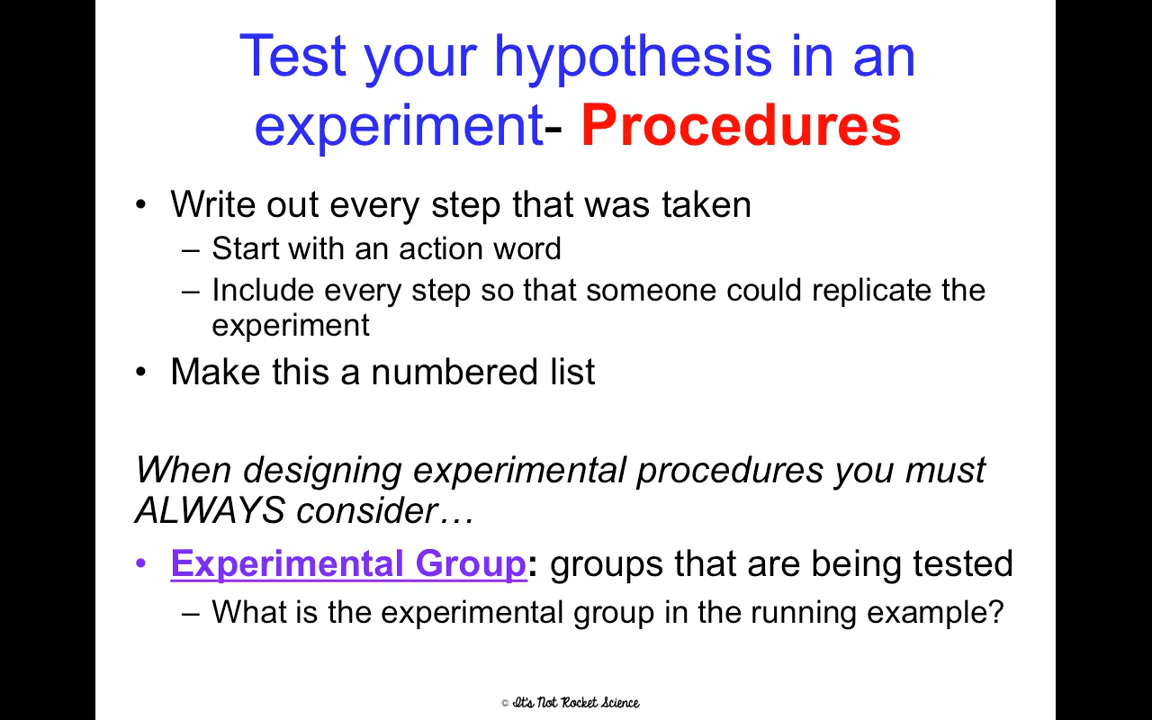 Test your hypothesis in an
experiment- Procedures
• Write out every step that was taken
– Start with an action word
– Include every step so that someone could replicate the
experiment
• Make this a numbered list
When designing experimental procedures you must
ALWAYS consider…
• Experimental Group: groups that are being tested
– What is the experimental group in the running example?
© It's Not Rocket Science